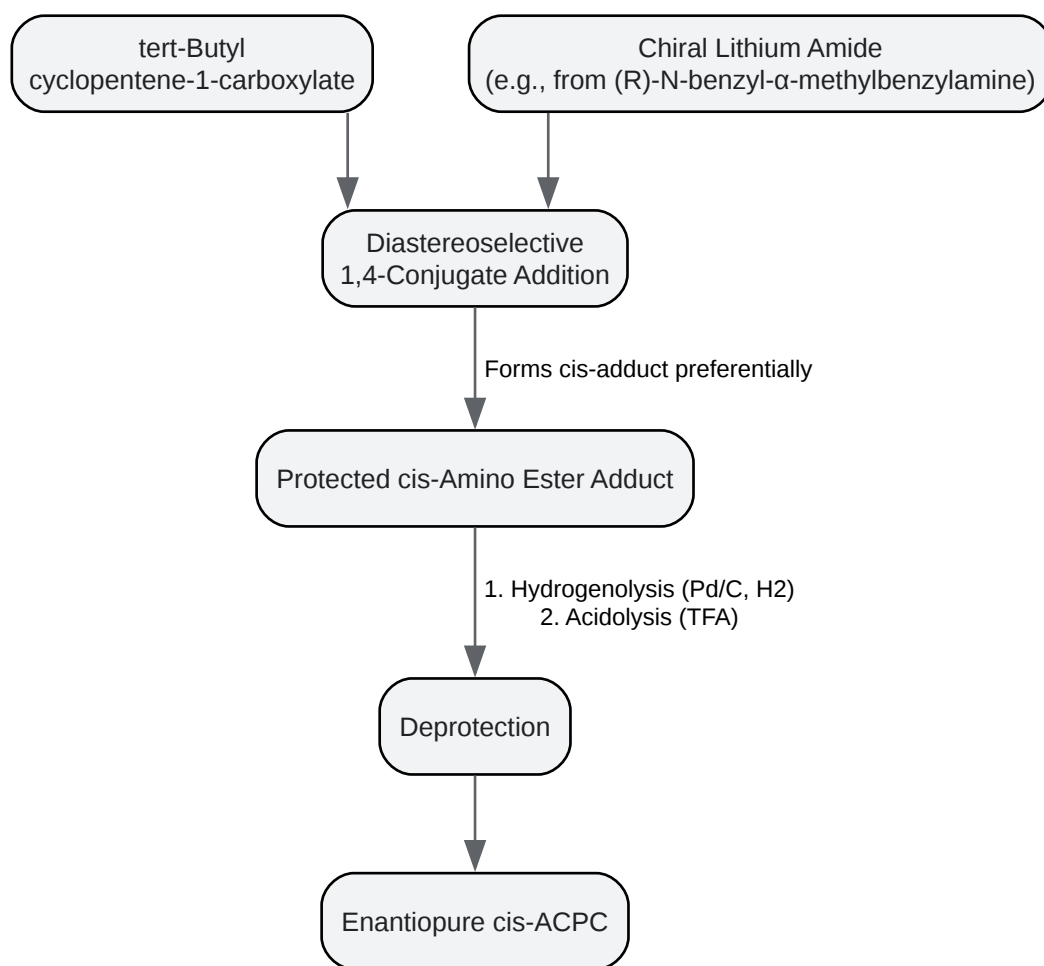 tert-Butyl
cyclopentene-1-carboxylate
Chiral Lithium Amide
(e.g., from (R)-N-benzyl-α-methylbenzylamine)
Diastereoselective
1,4-Conjugate Addition
Forms cis-adduct preferentially
Protected cis-Amino Ester Adduct
1. Hydrogenolysis (Pd/C, H2)
2. Acidolysis (TFA)
Deprotection
Enantiopure cis-ACPC